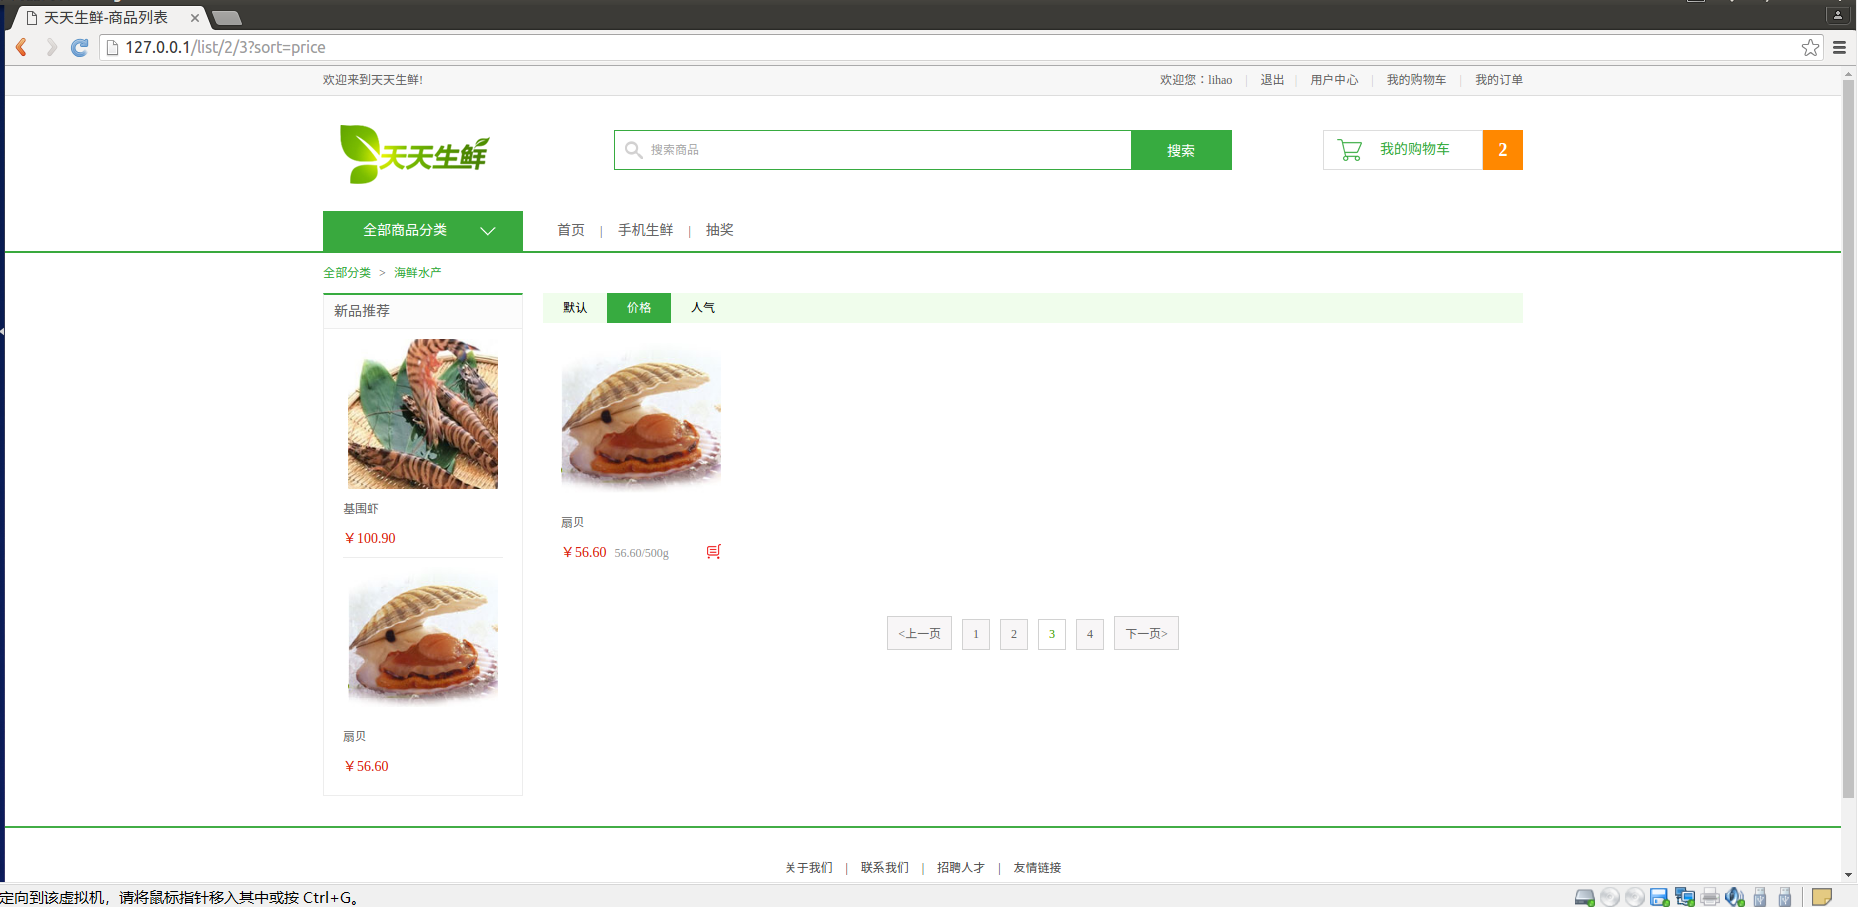 天天生鲜-商品列表
127.0.0.1/list/2/3?sort=price
欢迎来到天天生鲜!
欢迎您：lihao | 退出 | 用户中心 | 我的购物车 | 我的订单
天天生鲜
搜索商品
搜索
我的购物车
2
全部商品分类
首页 | 手机生鲜 | 抽奖
全部分类 > 海鲜水产
新品推荐
默认 价格 人气
基围虾
￥100.90
扇贝
￥56.60
扇贝
￥56.60 56.60/500g
<上一页 1 2 3 4 下一页>
关于我们 | 联系我们 | 招聘人才 | 友情链接
定向到该虚拟机，请将鼠标指针移入其中或按 Ctrl+G。